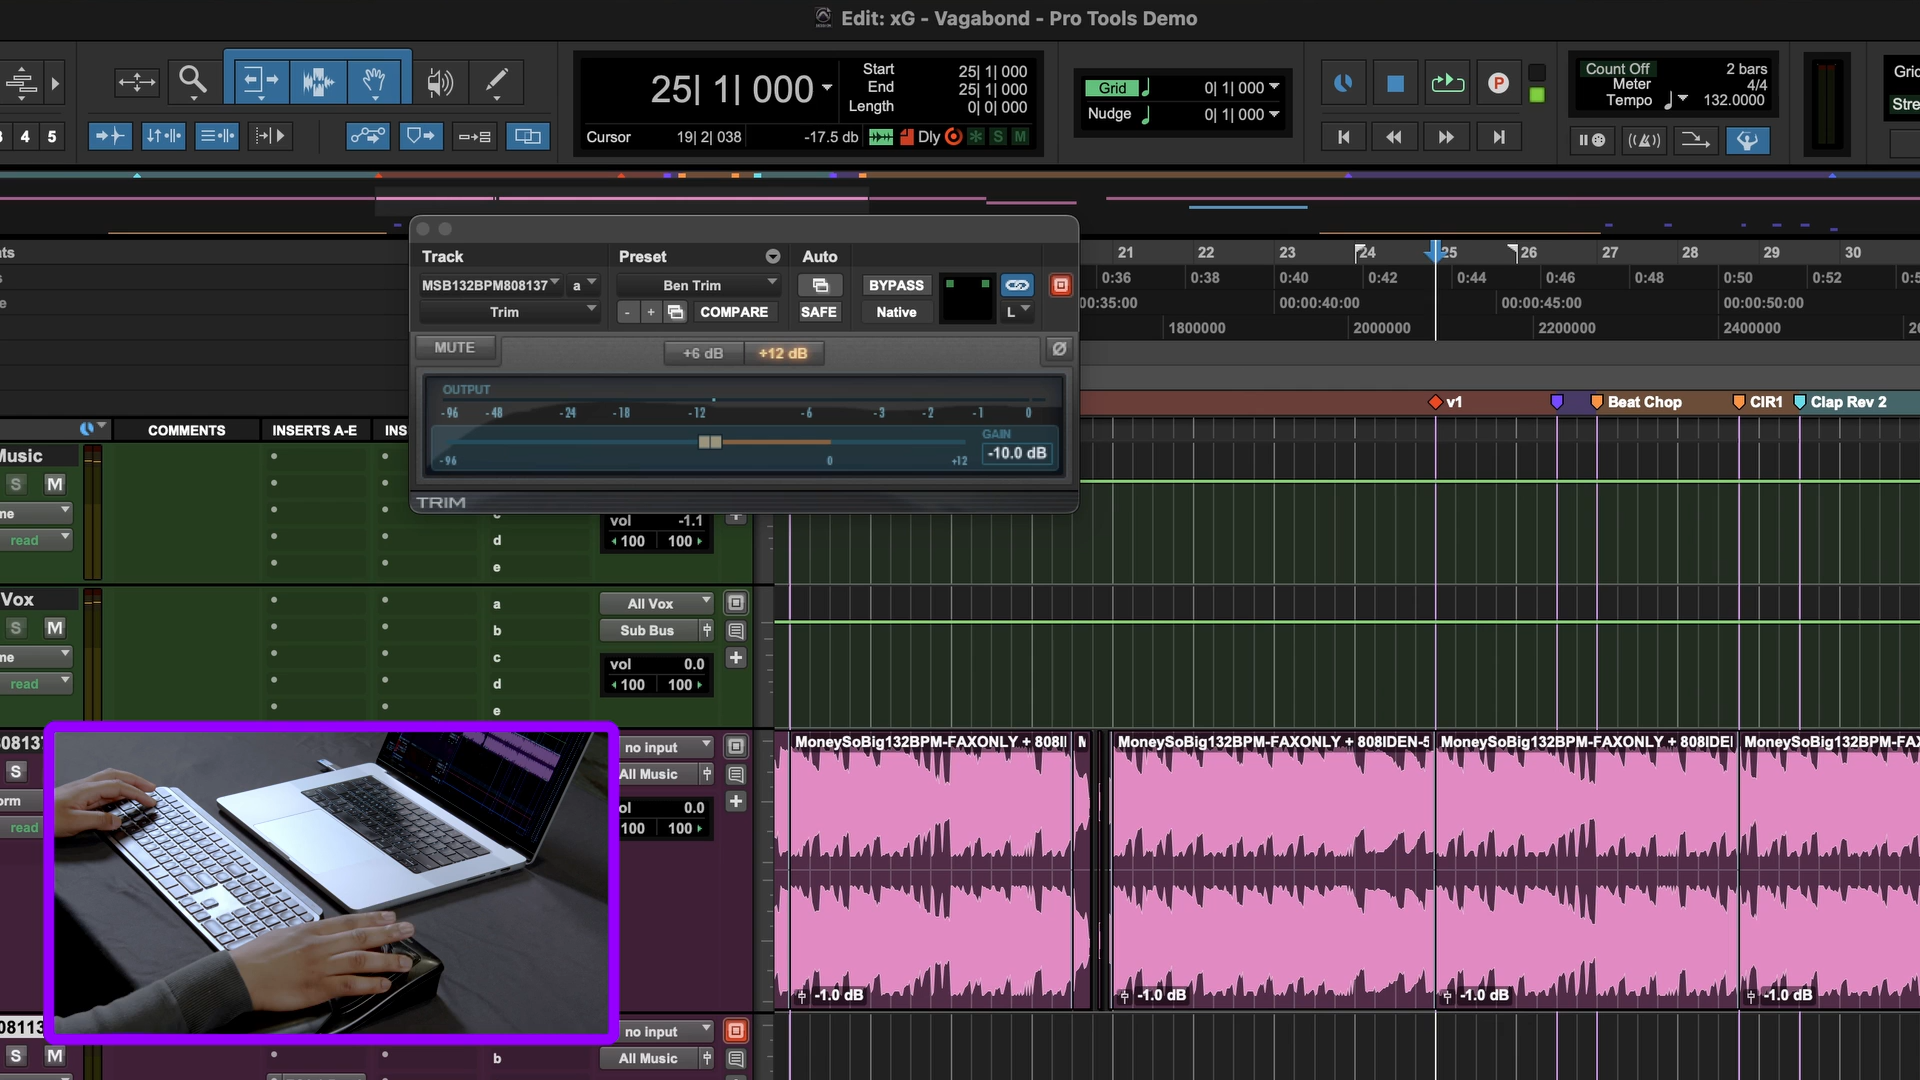 Edit: xG - Vagabond - Pro Tools Demo
25| 1| 000
Start 25| 1| 000
End 25| 1| 000
Length 0| 0| 000
Cursor 19| 2| 038 -17.5 db Dly S M
Grid 0| 1| 000
Nudge 0| 1| 000
Count Off 2 bars
Meter 4/4
Tempo 132.0000
P
4 5
Track Preset Auto
MSB132BPM808137 a Ben Trim BYPASS
Trim - + COMPARE SAFE Native L
MUTE +6 dB +12 dB Ø
OUTPUT
-96 -48 -24 -18 -12 -6 -3 -2 -1 0
GAIN
-10.0 dB
-96 0 +12
TRIM
21 22 23 24 25 26 27 28 29 30
0:36 0:38 0:40 0:42 0:44 0:46 0:48 0:50 0:52
00:35:00 00:00:40:00 00:00:45:00 00:00:50:00
1800000 2000000 2200000 2400000
v1 Beat Chop CIR1 Clap Rev 2
COMMENTS INSERTS A-E INS
Music
S M
read
vol -1.1
100 100
d
e
Vox
S M
read
a
b
c
d
e
All Vox
Sub Bus
vol 0.0
100 100
S
read
no input
All Music
0.0
100 100
MoneySoBig132BPM-FAXONLY + 808I
MoneySoBig132BPM-FAXONLY + 808IDEN-5
MoneySoBig132BPM-FAXONLY + 808IDE
MoneySoBig132BPM-FAX
-1.0 dB -1.0 dB -1.0 dB -1.0 dB
08113
S M
b
no input
All Music